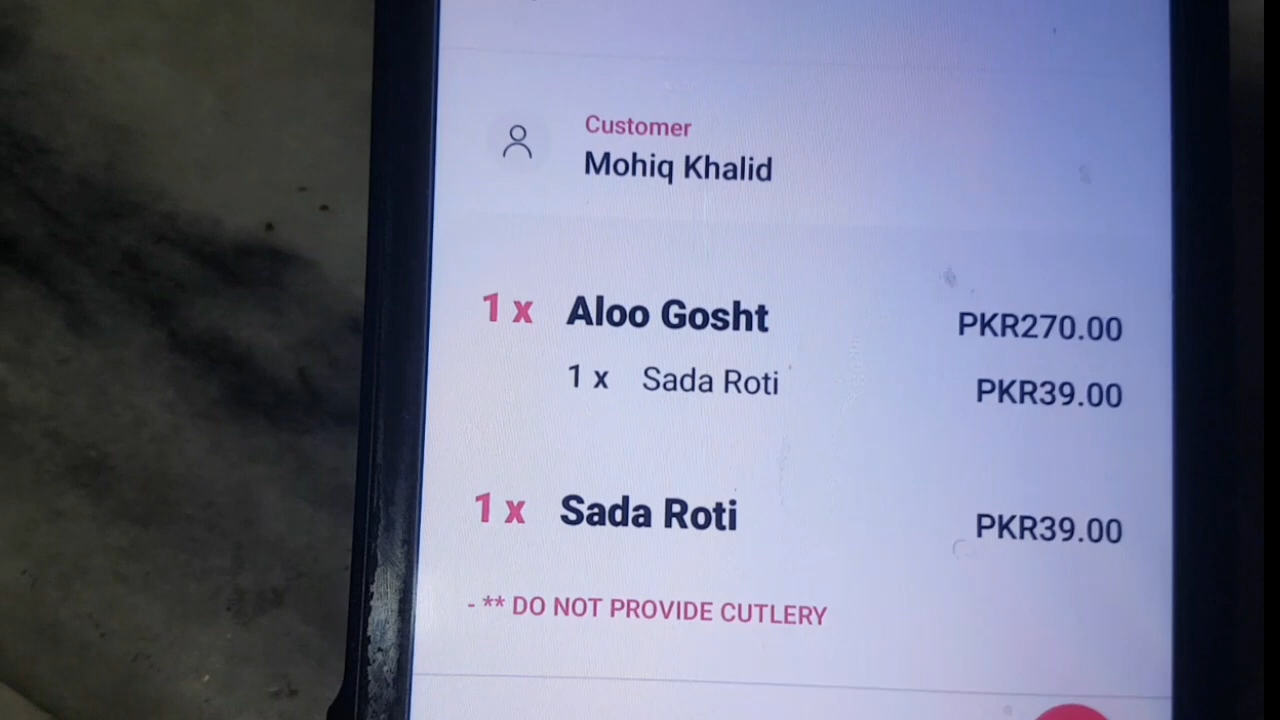 Customer
Mohiq Khalid
1 x Aloo Gosht PKR270.00
1 x Sada Roti PKR39.00
1 x Sada Roti PKR39.00
- ** DO NOT PROVIDE CUTLERY